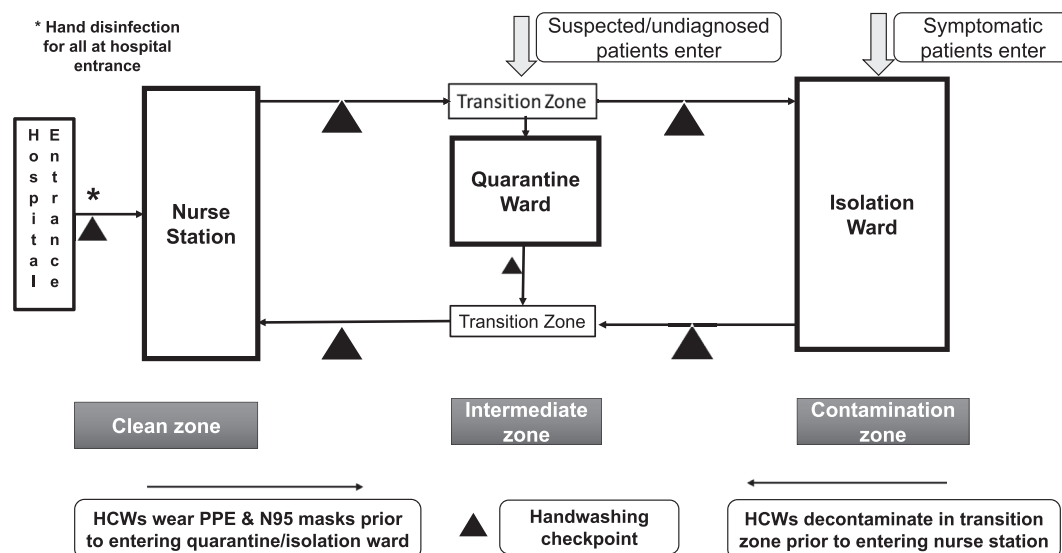 * Hand disinfection
for all at hospital
entrance
Suspected/undiagnosed
patients enter
Symptomatic
patients enter
Hospital
Entrance
*
Nurse
Station
Transition Zone
Quarantine
Ward
Isolation
Ward
Transition Zone
Clean zone
Intermediate
zone
Contamination
zone
HCWs wear PPE & N95 masks prior
to entering quarantine/isolation ward
Handwashing
checkpoint
HCWs decontaminate in transition
zone prior to entering nurse station